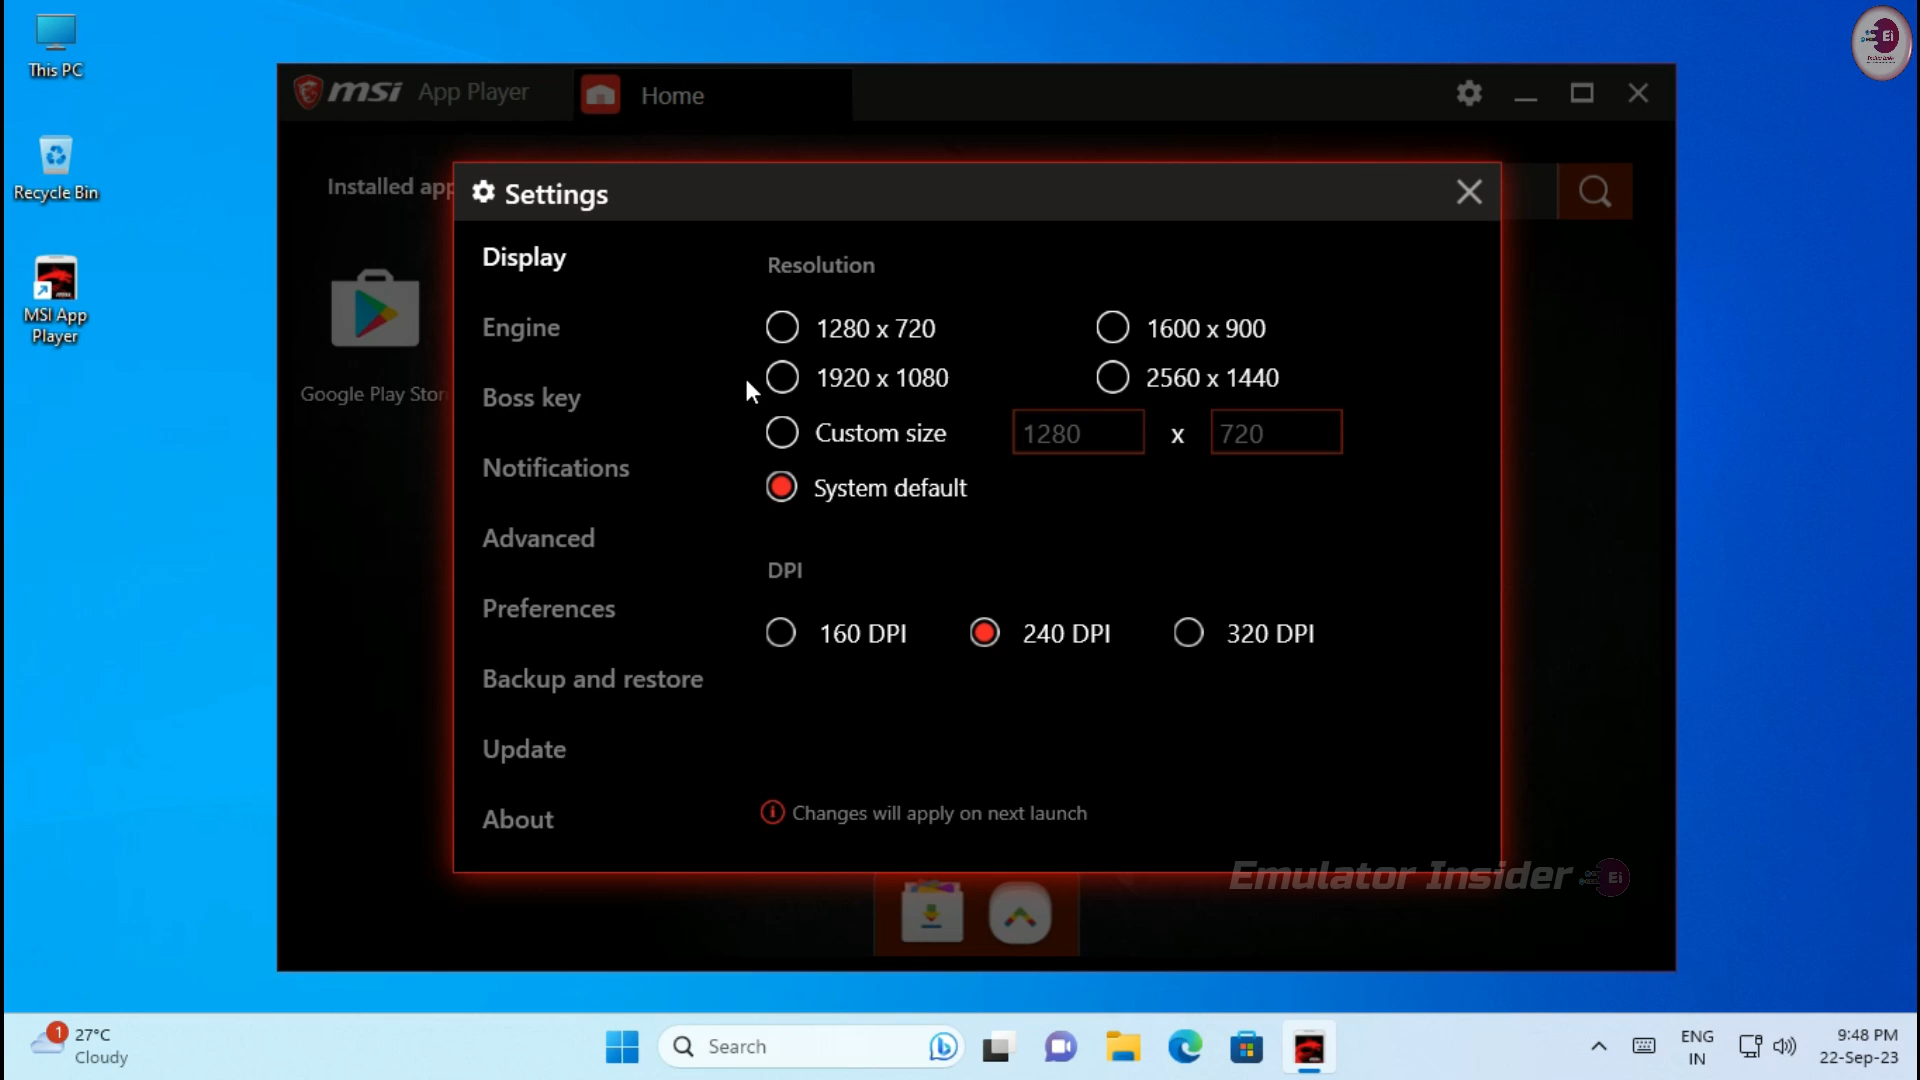 This PC
Recycle Bin
MSI App
Player
msi App Player
Home
Installed app
Google Play Stor
Settings
Display
Engine
Boss key
Notifications
Advanced
Preferences
Backup and restore
Update
About
Resolution
1280 x 720
1600 x 900
1920 x 1080
2560 x 1440
Custom size
1280 x 720
System default
DPI
160 DPI
240 DPI
320 DPI
Changes will apply on next launch
Emulator Insider Ei
Ei
1
27°C
Cloudy
Search
ENG
IN
9:48 PM
22-Sep-23